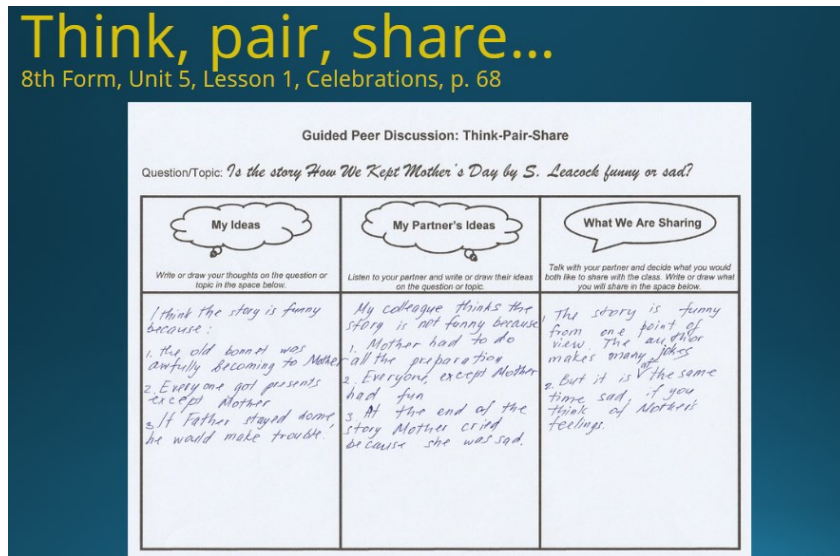 Think, pair, share...
8th Form, Unit 5, Lesson 1, Celebrations, p. 68
Guided Peer Discussion: Think-Pair-Share
Question/Topic: Is the story How We Kept Mother's Day by S. Leacock funny or sad?
My Ideas
Write or draw your thoughts on the question or
topic in the space below.
I think the story is funny
because:
1. the old bonnet was
awfully becoming to Mother
2. Everyone got presents
except Mother
3. If Father stayed dome,
he would make trouble.
My Partner's Ideas
Listen to your partner and write or draw their ideas
on the question or topic.
My colleague thinks the
story is not funny because
1. Mother had to do
all the preparation
2. Everyone, except Mother
had fun
3. At the end of the
story Mother cried
because she was sad.
What We Are Sharing
Talk with your partner and decide what you would
both like to share with the class. Write or draw what
you will share in the space below.
1 The story is funny
from one point of
view. The author
makes many jokes
2. But it is at the same
time sad, if you
think of Mother's
feelings.